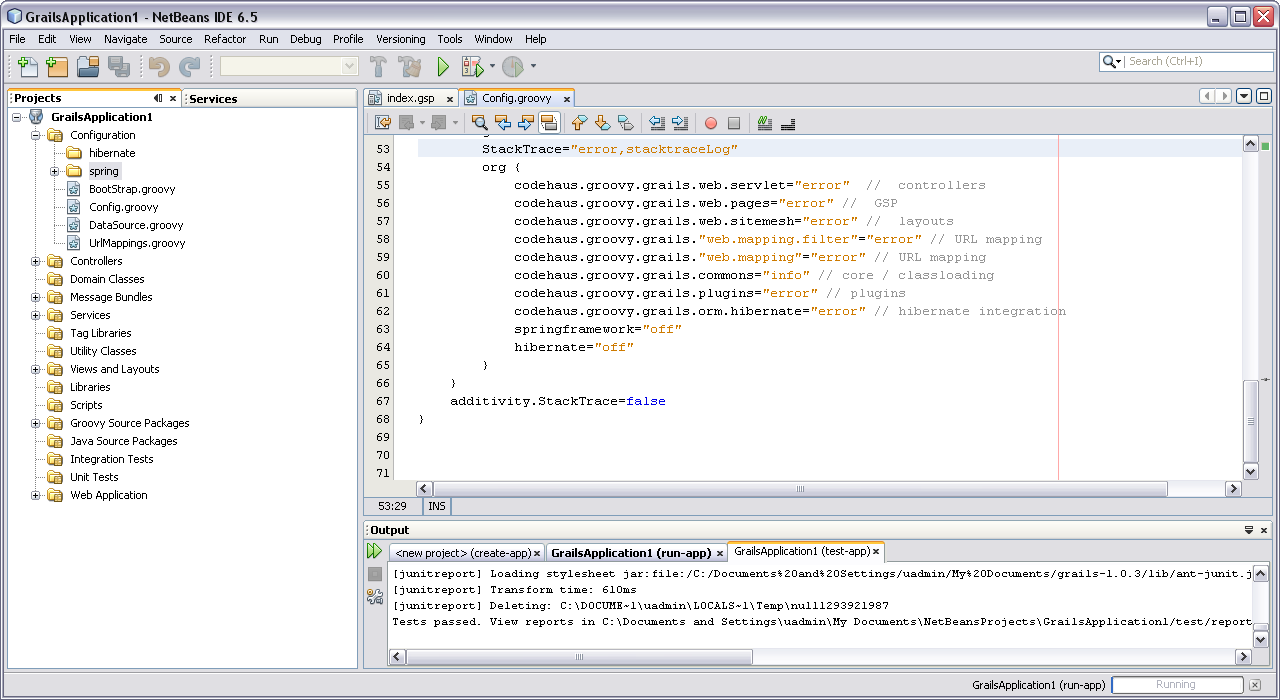 GrailsApplication1 - NetBeans IDE 6.5
File Edit View Navigate Source Refactor Run Debug Profile Versioning Tools Window Help
Search (Ctrl+I)
Projects
Services
GrailsApplication1
Configuration
hibernate
spring
BootStrap.groovy
Config.groovy
DataSource.groovy
UrlMappings.groovy
Controllers
Domain Classes
Message Bundles
Services
Tag Libraries
Utility Classes
Views and Layouts
Libraries
Scripts
Groovy Source Packages
Java Source Packages
Integration Tests
Unit Tests
Web Application
index.gsp
Config.groovy
53 StackTrace="error,stacktraceLog"
54 org {
55 codehaus.groovy.grails.web.servlet="error" // controllers
56 codehaus.groovy.grails.web.pages="error" // GSP
57 codehaus.groovy.grails.web.sitemesh="error" // layouts
58 codehaus.groovy.grails."web.mapping.filter"="error" // URL mapping
59 codehaus.groovy.grails."web.mapping"="error" // URL mapping
60 codehaus.groovy.grails.commons="info" // core / classloading
61 codehaus.groovy.grails.plugins="error" // plugins
62 codehaus.groovy.grails.orm.hibernate="error" // hibernate integration
63 springframework="off"
64 hibernate="off"
65 }
66 }
67 additivity.StackTrace=false
68 }
69
70
71
53:29 INS
Output
<new project> (create-app)
GrailsApplication1 (run-app)
GrailsApplication1 (test-app)
[junitreport] Loading stylesheet jar:file:/C:/Documents%20and%20Settings/uadmin/My%20Documents/grails-1.0.3/lib/ant-junit.j
[junitreport] Transform time: 610ms
[junitreport] Deleting: C:\DOCUME~1\uadmin\LOCALS~1\Temp\null1293921987
Tests passed. View reports in C:\Documents and Settings\uadmin\My Documents\NetBeansProjects\GrailsApplication1/test/report
GrailsApplication1 (run-app)
Running